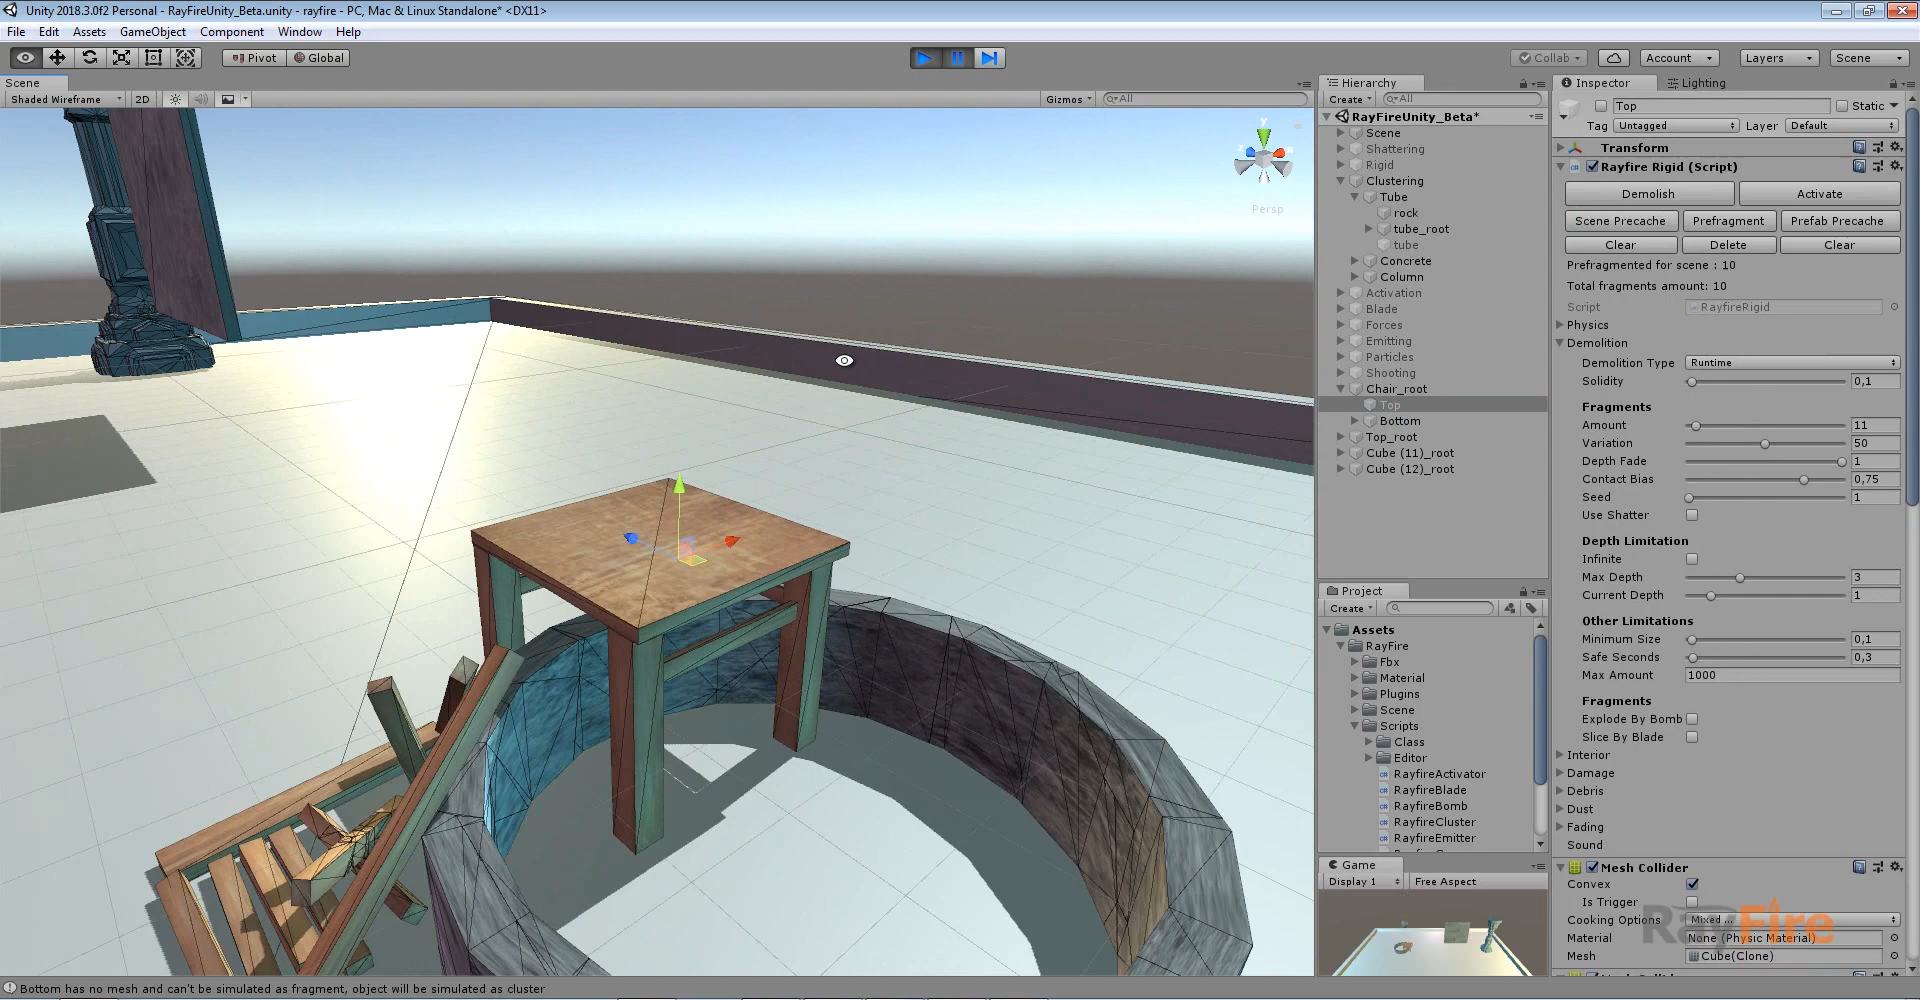 Unity 2018.3.0f2 Personal - RayFireUnity_Beta.unity - rayfire - PC, Mac & Linux Standalone* <DX11>
File Edit Assets GameObject Component Window Help
Pivot Global Collab Account Layers Scene
Scene
Shaded Wireframe 2D Gizmos All
y
z
x
Persp
Hierarchy
Create All
RayFireUnity_Beta*
Scene
Shattering
Rigid
Clustering
Tube
rock
tube_root
tube
Concrete
Column
Activation
Blade
Forces
Emitting
Particles
Shooting
Chair_root
Top
Bottom
Top_root
Cube (11)_root
Cube (12)_root
Project
Create
Assets
RayFire
Fbx
Material
Plugins
Scene
Scripts
Class
Editor
RayfireActivator
RayfireBlade
RayfireBomb
RayfireCluster
RayfireEmitter
Game
Display 1 Free Aspect
Inspector Lighting
Top Static
Tag Untagged Layer Default
Transform
Rayfire Rigid (Script)
Demolish Activate
Scene Precache Prefragment Prefab Precache
Clear Delete Clear
Prefragmented for scene : 10
Total fragments amount: 10
Script RayfireRigid
Physics
Demolition
Demolition Type Runtime
Solidity 0,1
Fragments
Amount 11
Variation 50
Depth Fade 1
Contact Bias 0,75
Seed 1
Use Shatter
Depth Limitation
Infinite
Max Depth 3
Current Depth 1
Other Limitations
Minimum Size 0,1
Safe Seconds 0,3
Max Amount 1000
Fragments
Explode By Bomb
Slice By Blade
Interior
Damage
Debris
Dust
Fading
Sound
Mesh Collider
Convex
Is Trigger
Cooking Options Mixed ...
Material None (Physic Material)
Mesh Cube(Clone)
RayFire
Bottom has no mesh and can't be simulated as fragment, object will be simulated as cluster